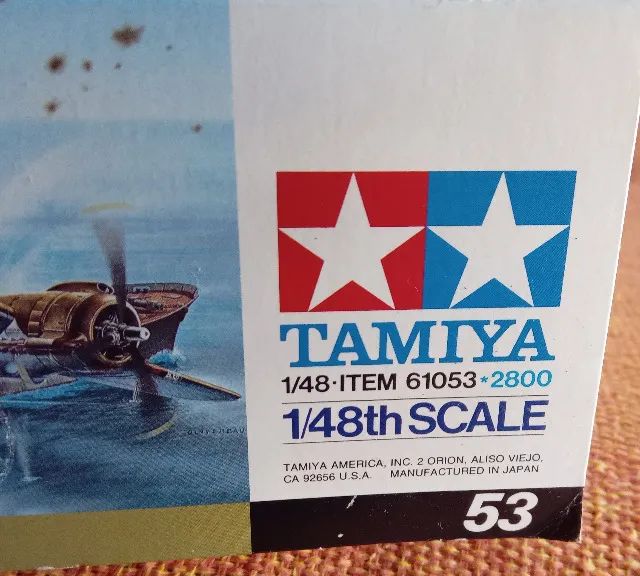 TAMIYA
1/48·ITEM 61053*2800
1/48th SCALE
TAMIYA AMERICA, INC. 2 ORION, ALISO VIEJO,
CA 92656 U.S.A. MANUFACTURED IN JAPAN
53